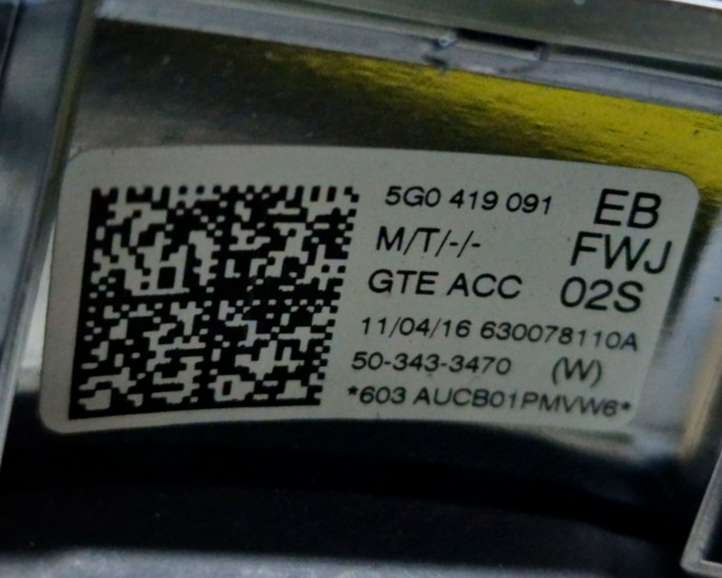 5G0 419 091 EB
M/T/-/- FWJ
GTE ACC 02S
11/04/16 630078110A
50-343-3470 (W)
*603 AUCB01PMVW6*